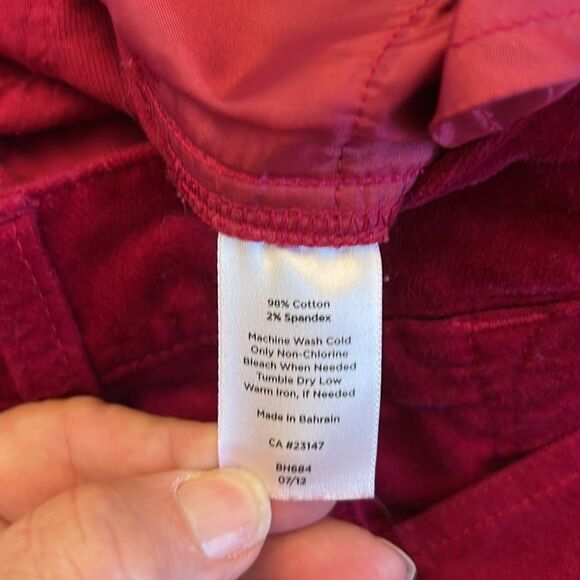 98% Cotton
2% Spandex
Machine Wash Cold
Only Non-Chlorine
Bleach When Needed
Tumble Dry Low
Warm Iron, If Needed
Made In Bahrain
CA #23147
BH684
07/12